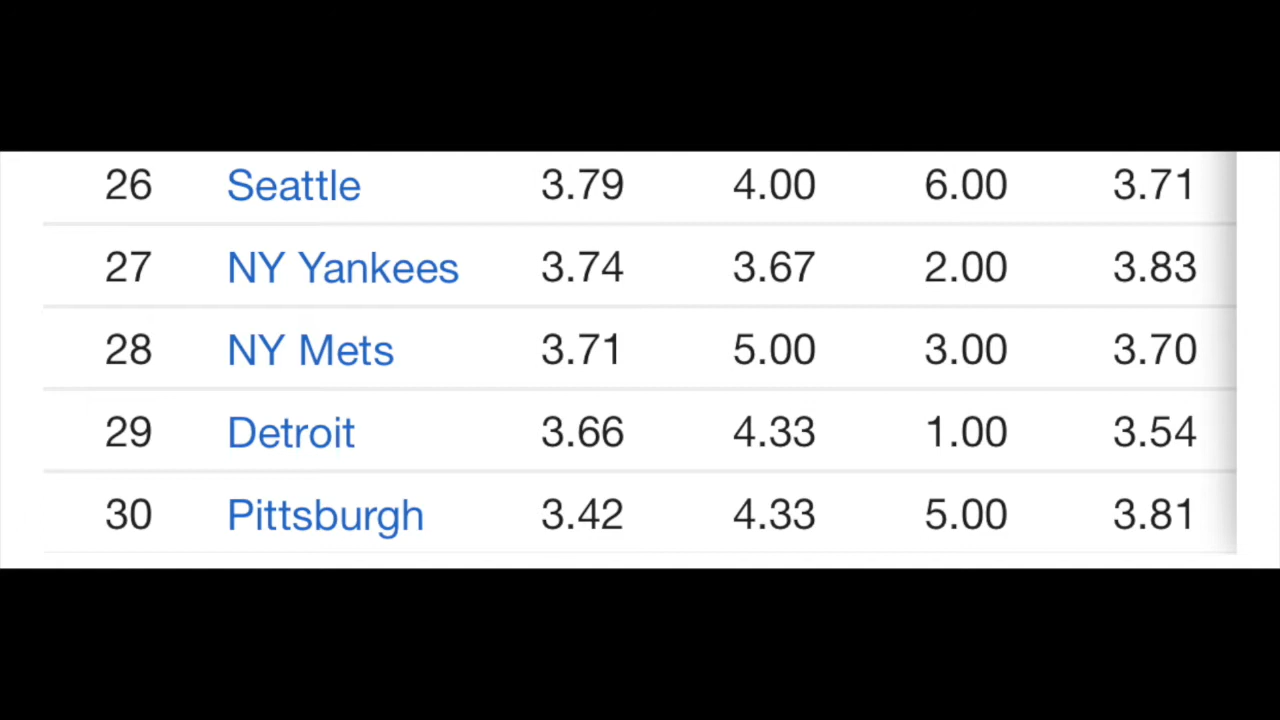 26 Seattle 3.79 4.00 6.00 3.71
27 NY Yankees 3.74 3.67 2.00 3.83
28 NY Mets 3.71 5.00 3.00 3.70
29 Detroit 3.66 4.33 1.00 3.54
30 Pittsburgh 3.42 4.33 5.00 3.81